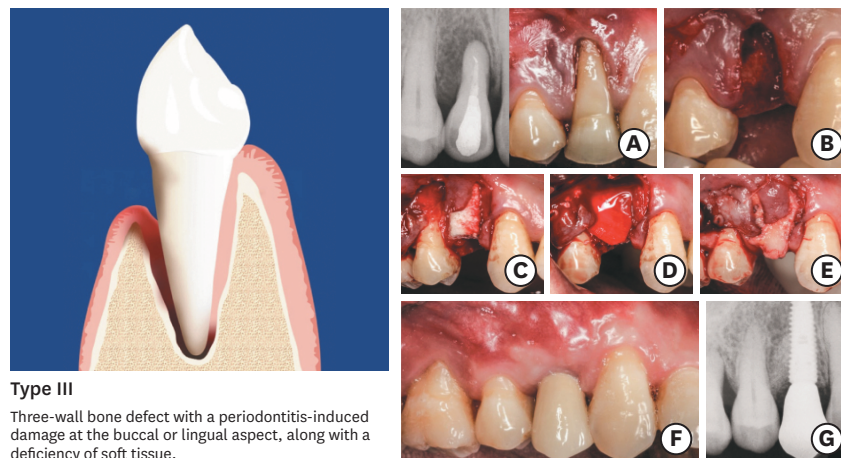 A
B
C
D
E
F
G
Type III
Three-wall bone defect with a periodontitis-induced
damage at the buccal or lingual aspect, along with a
deficiency of soft tissue.